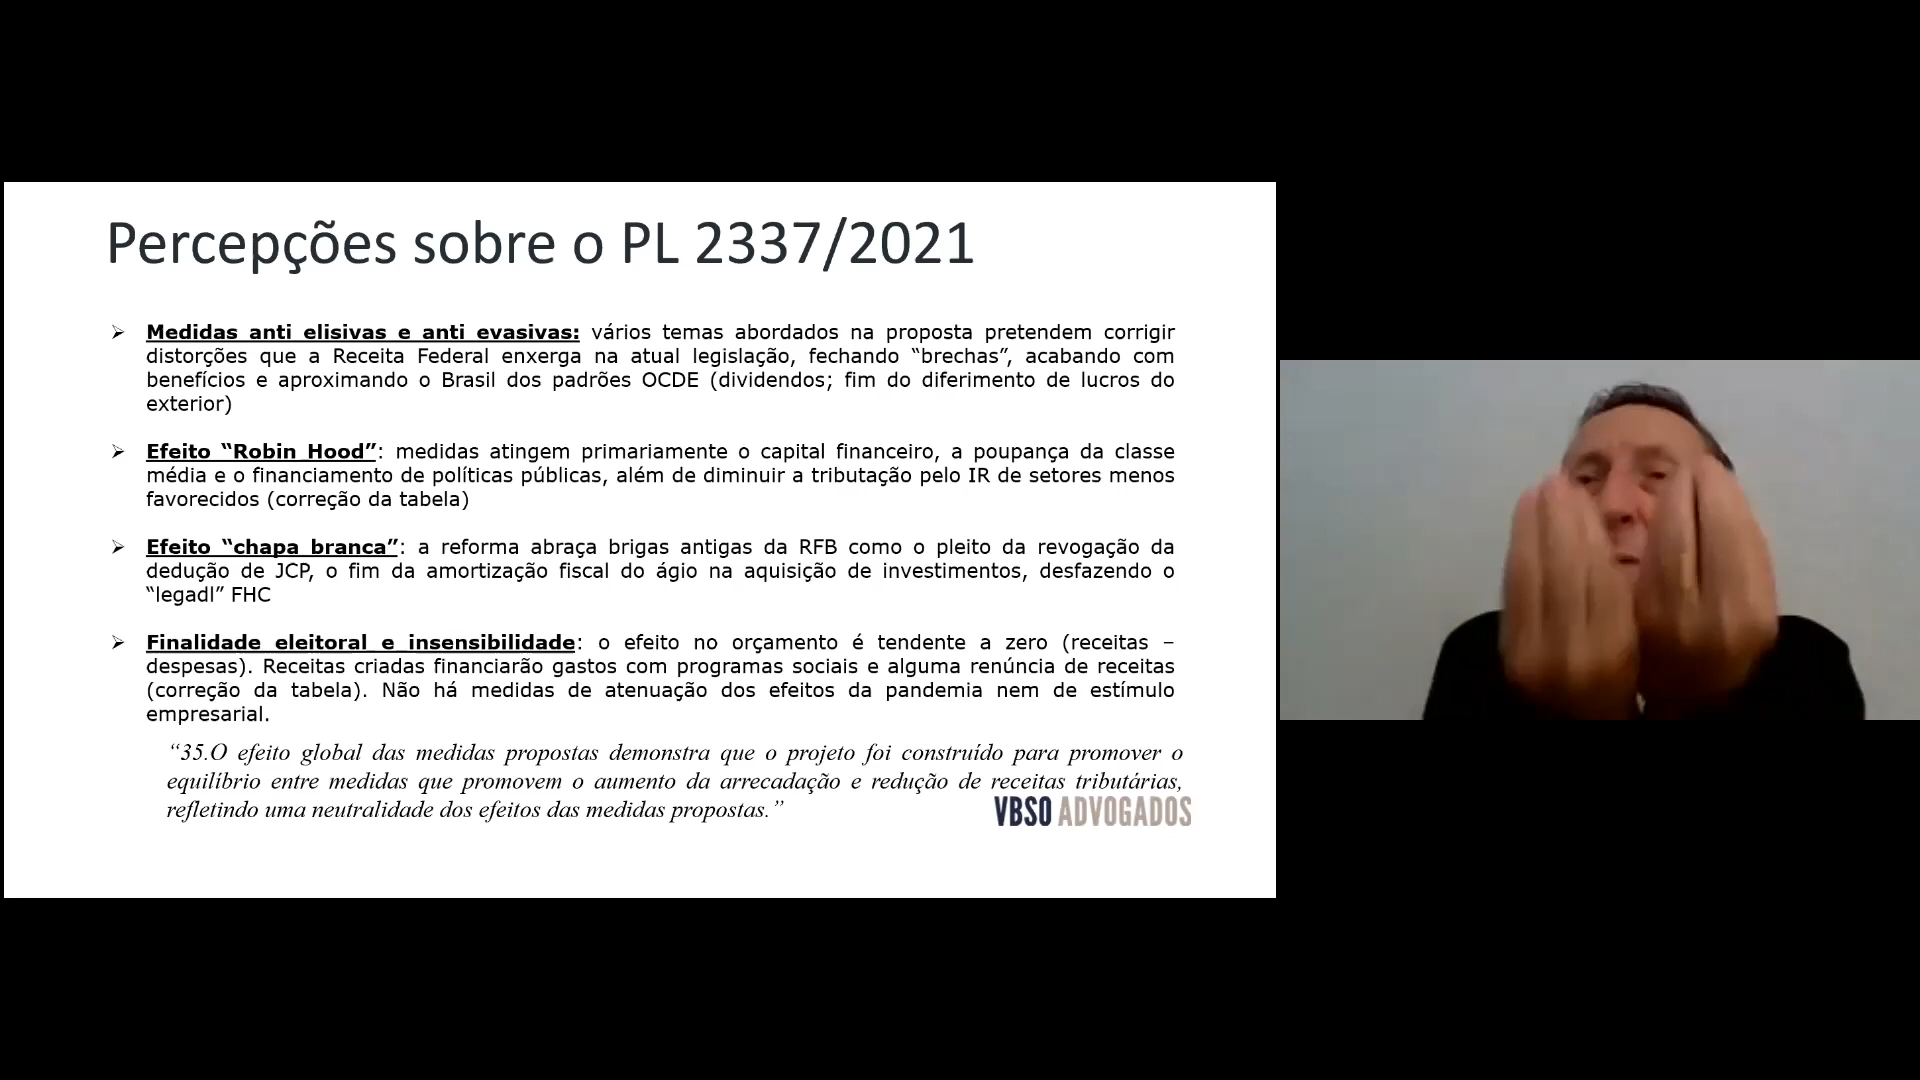 Percepções sobre o PL 2337/2021
Medidas anti elisivas e anti evasivas: vários temas abordados na proposta pretendem corrigir
distorções que a Receita Federal enxerga na atual legislação, fechando “brechas”, acabando com
benefícios e aproximando o Brasil dos padrões OCDE (dividendos; fim do diferimento de lucros do
exterior)
Efeito “Robin Hood”: medidas atingem primariamente o capital financeiro, a poupança da classe
média e o financiamento de políticas públicas, além de diminuir a tributação pelo IR de setores menos
favorecidos (correção da tabela)
Efeito “chapa branca”: a reforma abraça brigas antigas da RFB como o pleito da revogação da
dedução de JCP, o fim da amortização fiscal do ágio na aquisição de investimentos, desfazendo o
“legadl” FHC
Finalidade eleitoral e insensibilidade: o efeito no orçamento é tendente a zero (receitas –
despesas). Receitas criadas financiarão gastos com programas sociais e alguma renúncia de receitas
(correção da tabela). Não há medidas de atenuação dos efeitos da pandemia nem de estímulo
empresarial.
“35.O efeito global das medidas propostas demonstra que o projeto foi construído para promover o
equilíbrio entre medidas que promovem o aumento da arrecadação e redução de receitas tributárias,
refletindo uma neutralidade dos efeitos das medidas propostas.”
VBSO ADVOGADOS